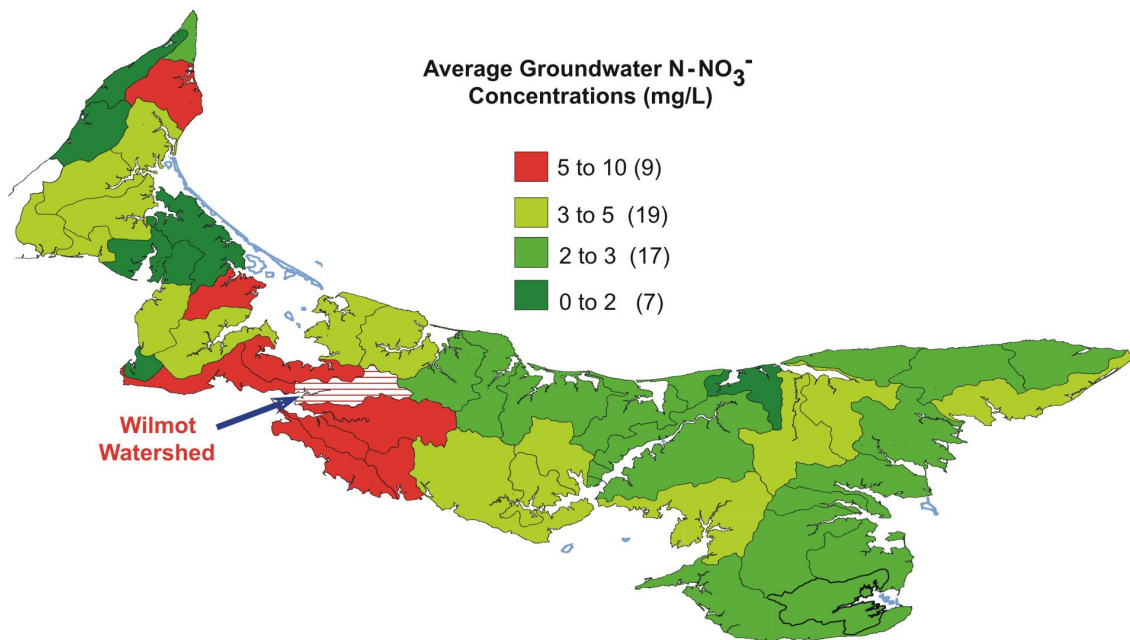 Average Groundwater N-NO₃⁻
Concentrations (mg/L)
5 to 10 (9)
3 to 5 (19)
2 to 3 (17)
0 to 2 (7)
Wilmot
Watershed